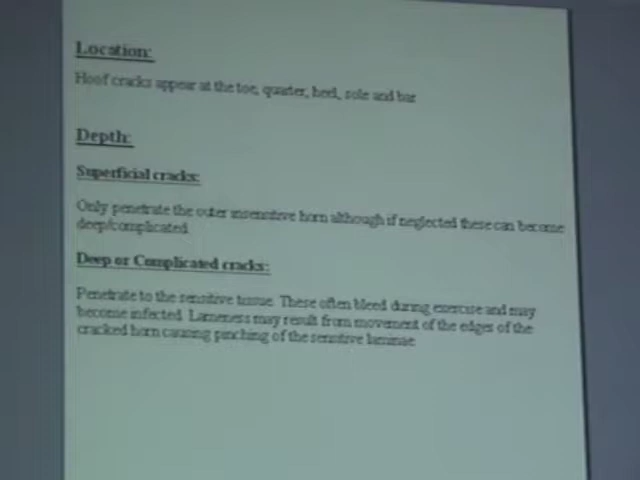 Location:
Hoof cracks appear at the toe, quarter, heel, sole and bar
Depth:
Superficial cracks:
Only penetrate the outer insensitive horn although if neglected these can become
deep/complicated.
Deep or Complicated cracks:
Penetrate to the sensitive tissue. These often bleed during exercise and may
become infected. Lameness may result from movement of the edges of the
cracked horn causing pinching of the sensitive laminae